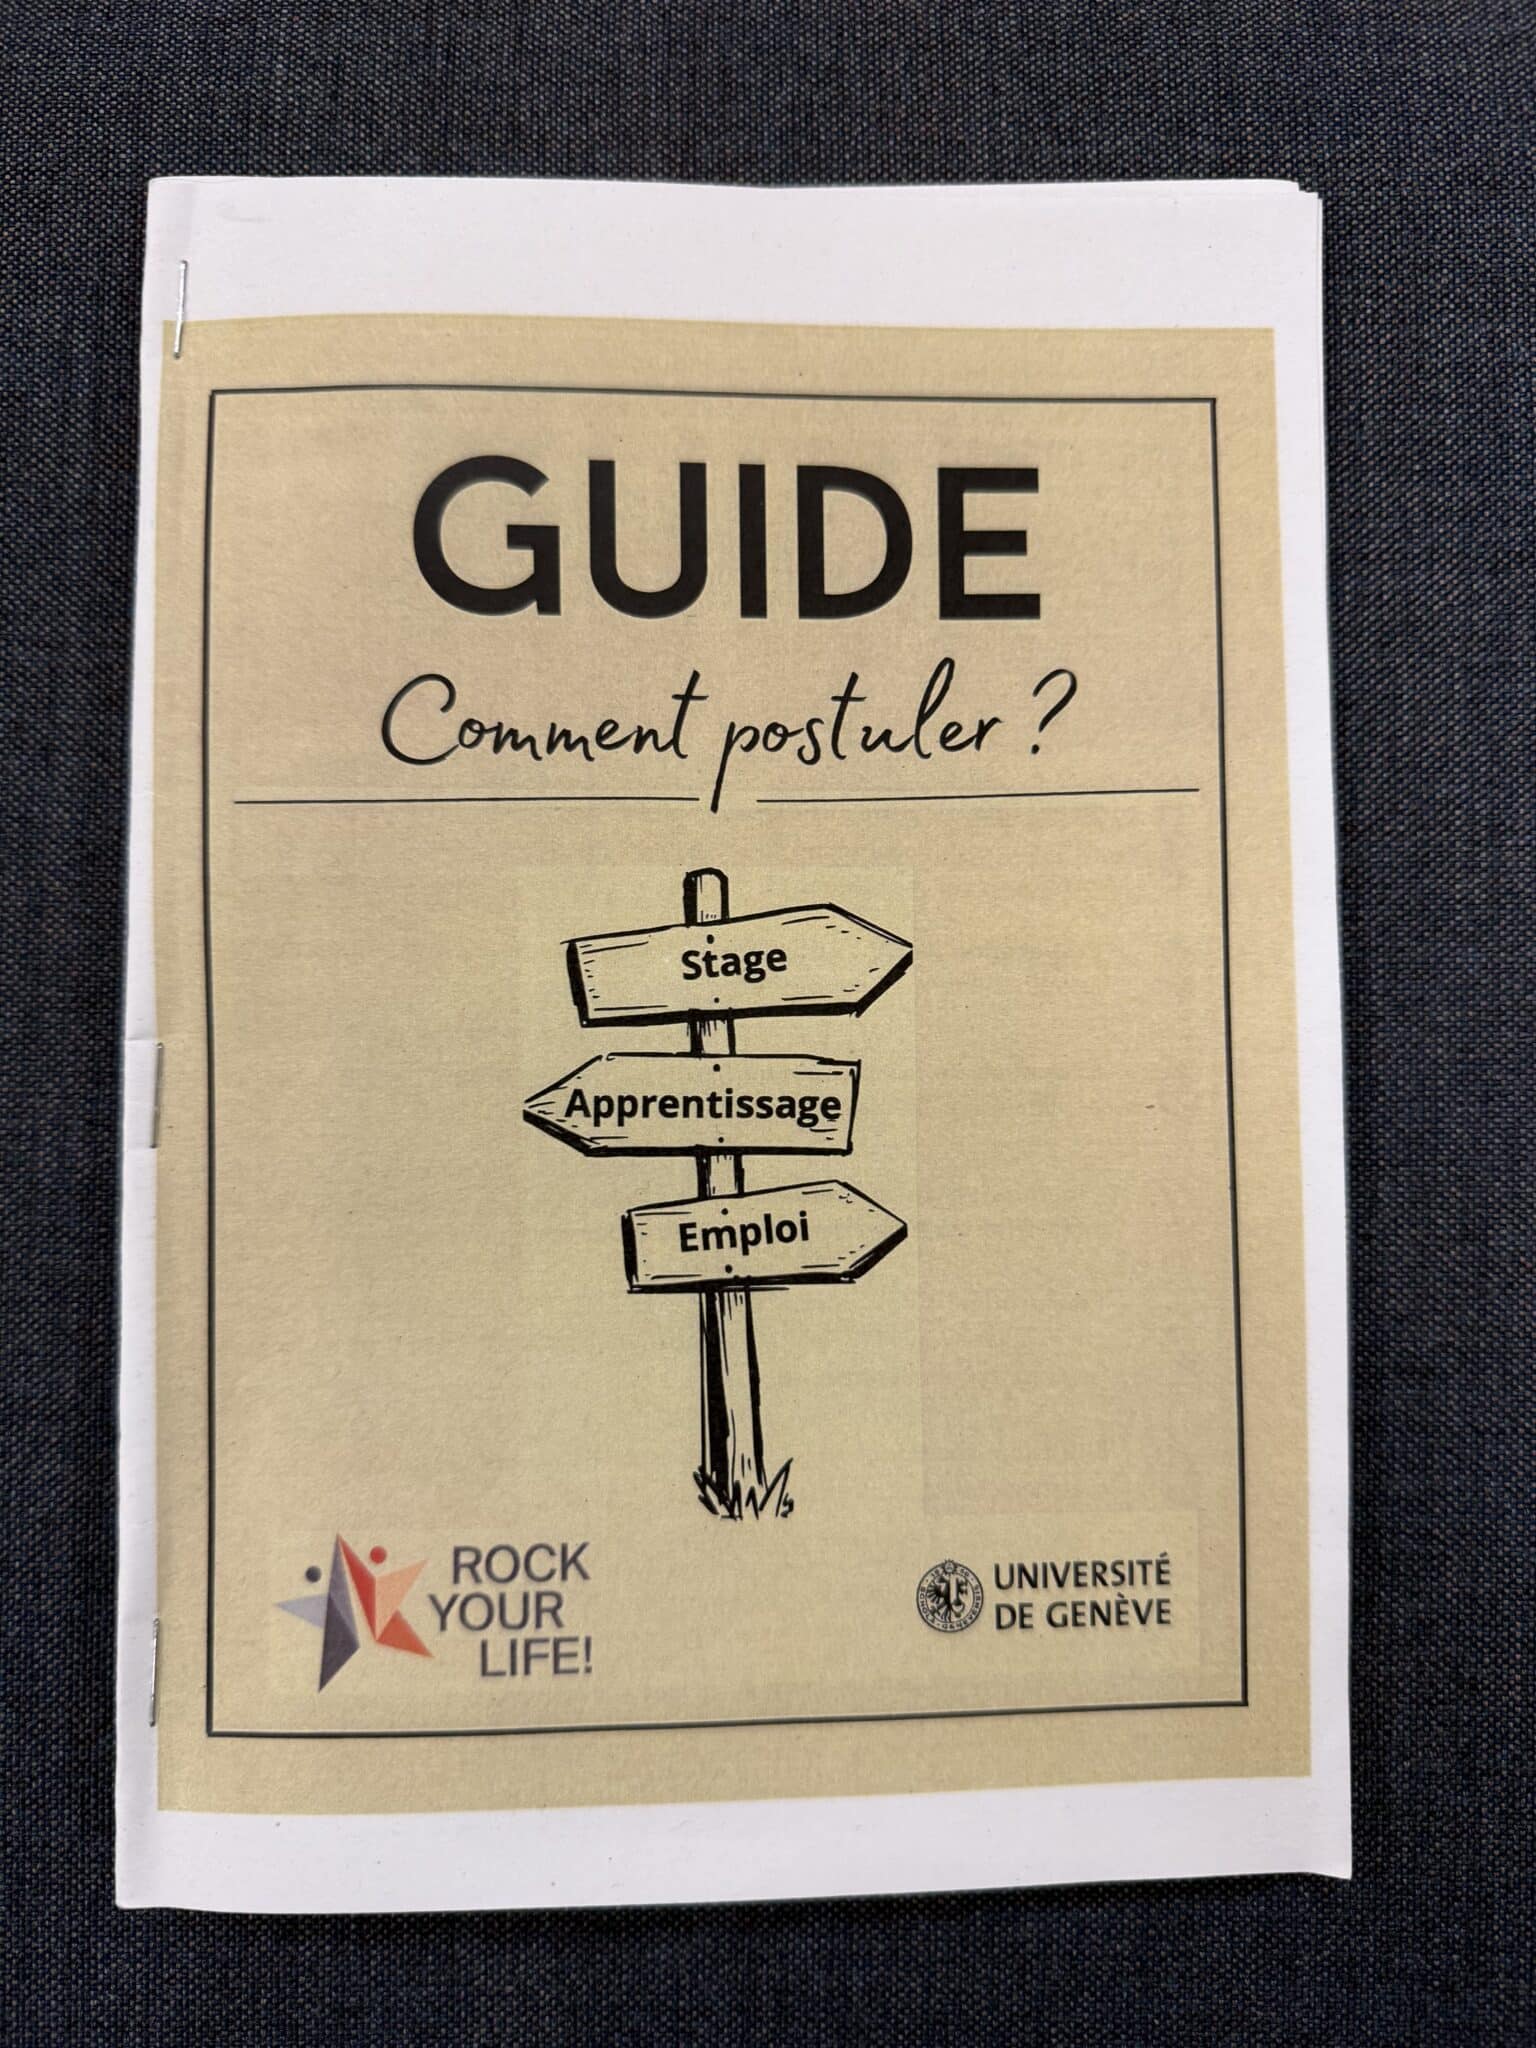 GUIDE
Comment postuler ?
Stage
Apprentissage
Emploi
ROCK
YOUR
LIFE!
UNIVERSITÉ
DE GENÈVE